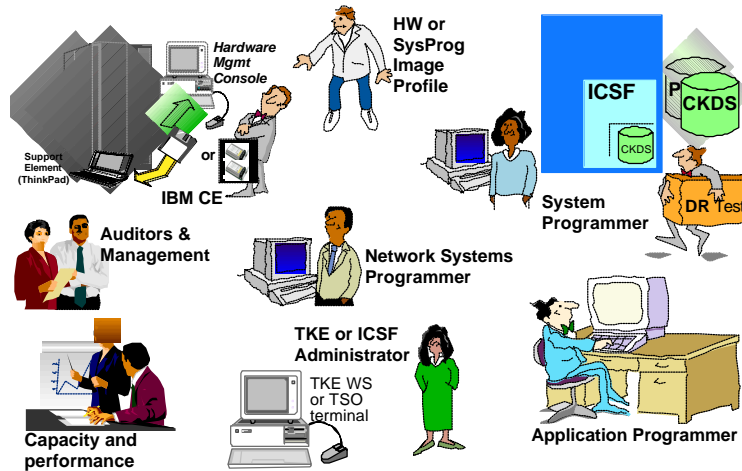 Hardware
Mgmt
Console
HW or
SysProg
Image
Profile
ICSF
P
CKDS
CKDS
Support
Element
(ThinkPad)
or
IBM CE
System
Programmer
DR Test
Auditors &
Management
Network Systems
Programmer
TKE or ICSF
Administrator
TKE WS
or TSO
terminal
Capacity and
performance
Application Programmer